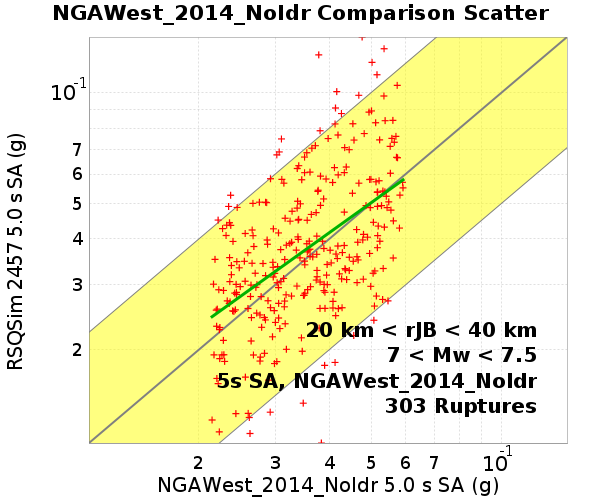 NGAWest_2014_NoIdr Comparison Scatter
RSQSim 2457 5.0 s SA (g)
10-1
7
6
5
4
3
2
20 km < rJB < 40 km
7 < Mw < 7.5
5s SA, NGAWest_2014_NoIdr
303 Ruptures
2 3 4 5 6 7 10-1
NGAWest_2014_NoIdr 5.0 s SA (g)